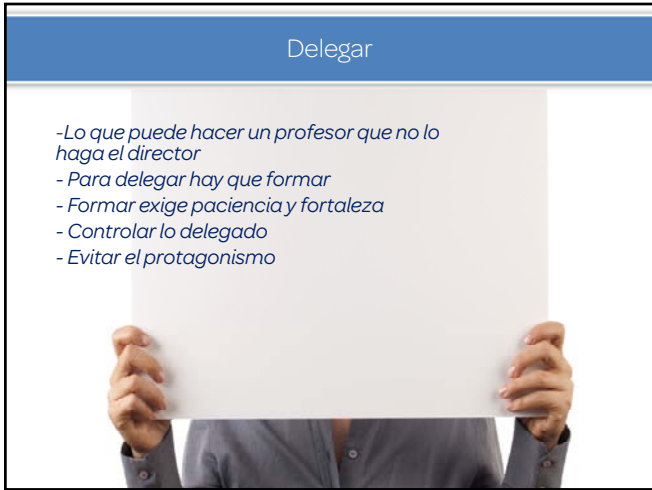 Delegar
-Lo que puede hacer un profesor que no lo
haga el director
- Para delegar hay que formar
- Formar exige paciencia y fortaleza
- Controlar lo delegado
- Evitar el protagonismo